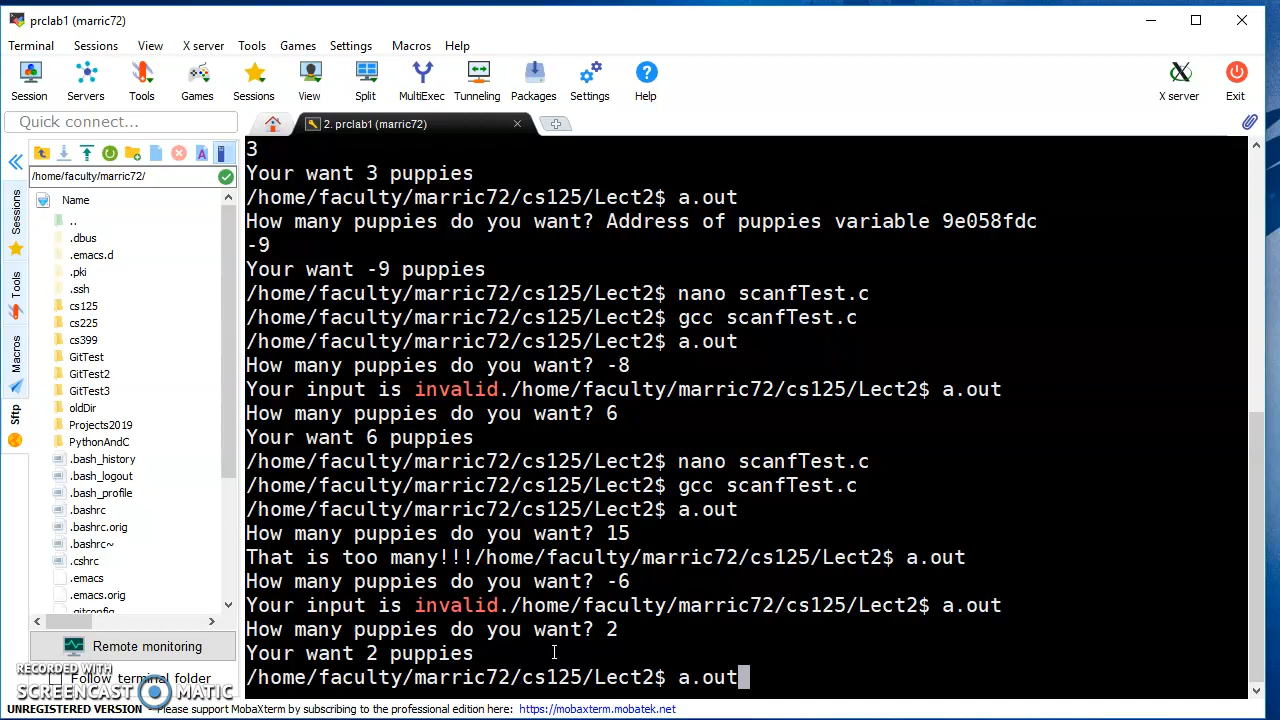 prclab1 (marric72)
Terminal Sessions View X server Tools Games Settings Macros Help
Session Servers Tools Games Sessions View Split MultiExec Tunneling Packages Settings Help X server Exit
Quick connect...
2. prclab1 (marric72)
/home/faculty/marric72/
Name
..
.dbus
.emacs.d
.pki
.ssh
cs125
cs225
cs399
GitTest
GitTest2
GitTest3
oldDir
Projects2019
PythonAndC
.bash_history
.bash_logout
.bash_profile
.bashrc
.bashrc.orig
.bashrc~
.cshrc
.emacs
.emacs.orig
.gitconfig
Sessions
Tools
Macros
Sftp
Remote monitoring
Follow terminal folder
3
Your want 3 puppies
/home/faculty/marric72/cs125/Lect2$ a.out
How many puppies do you want? Address of puppies variable 9e058fdc
-9
Your want -9 puppies
/home/faculty/marric72/cs125/Lect2$ nano scanfTest.c
/home/faculty/marric72/cs125/Lect2$ gcc scanfTest.c
/home/faculty/marric72/cs125/Lect2$ a.out
How many puppies do you want? -8
Your input is invalid./home/faculty/marric72/cs125/Lect2$ a.out
How many puppies do you want? 6
Your want 6 puppies
/home/faculty/marric72/cs125/Lect2$ nano scanfTest.c
/home/faculty/marric72/cs125/Lect2$ gcc scanfTest.c
/home/faculty/marric72/cs125/Lect2$ a.out
How many puppies do you want? 15
That is too many!!!/home/faculty/marric72/cs125/Lect2$ a.out
How many puppies do you want? -6
Your input is invalid./home/faculty/marric72/cs125/Lect2$ a.out
How many puppies do you want? 2
Your want 2 puppies
/home/faculty/marric72/cs125/Lect2$ a.out
RECORDED WITH
SCREENCAST MATIC
UNREGISTERED VERSION - Please support MobaXterm by subscribing to the professional edition here: https://mobaxterm.mobatek.net